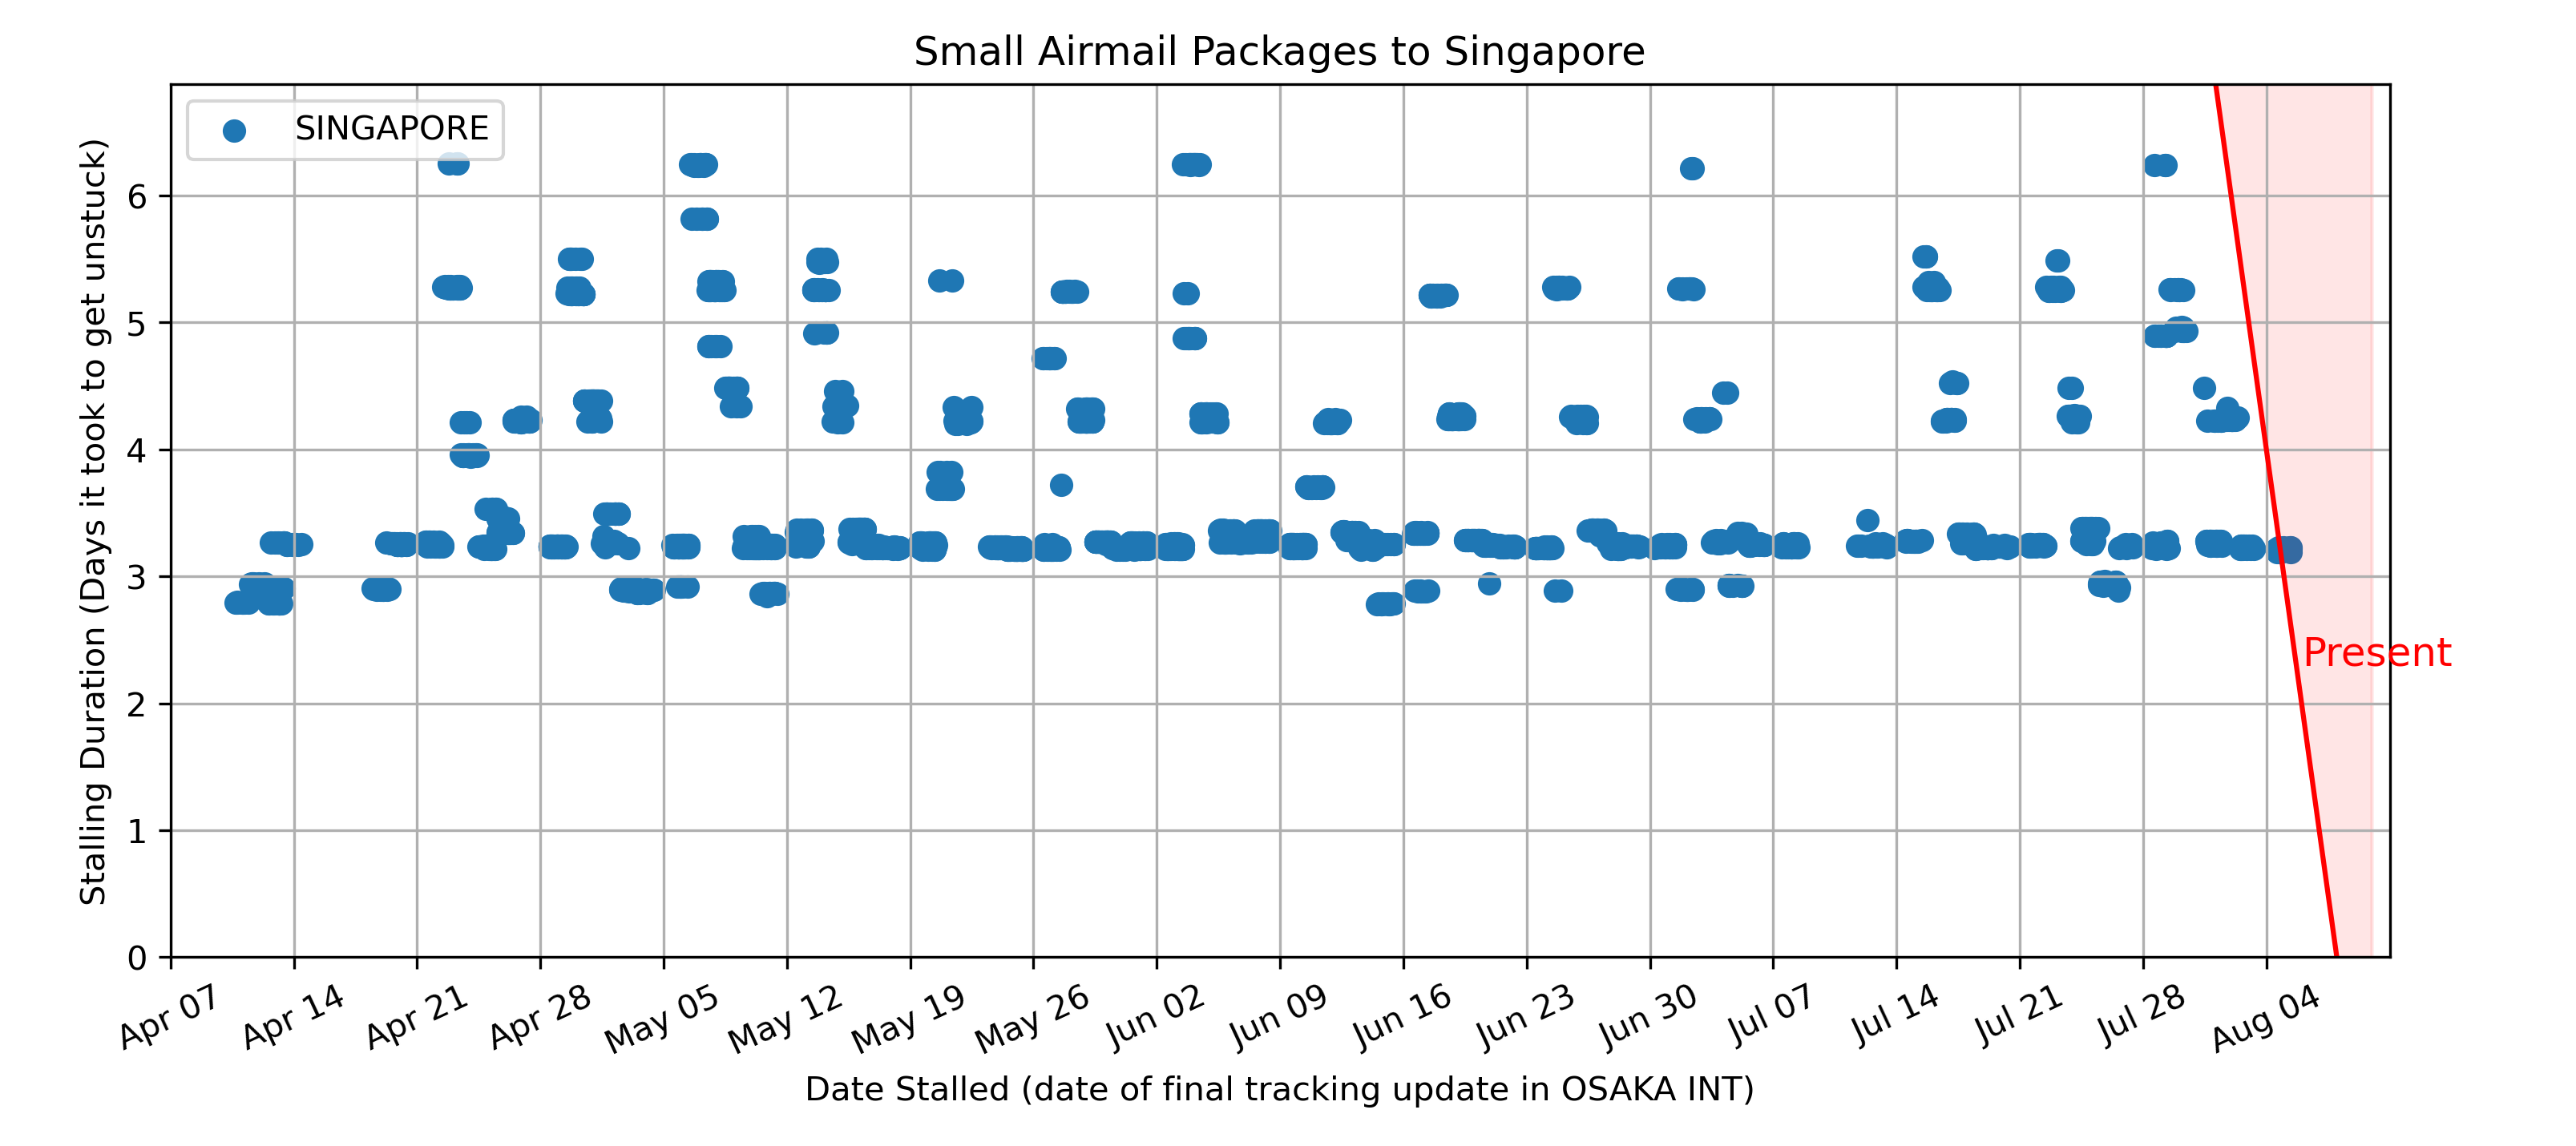 Small Airmail Packages to Singapore
SINGAPORE
Stalling Duration (Days it took to get unstuck)
6
5
4
3
2
1
0
Present
Apr 07
Apr 14
Apr 21
Apr 28
May 05
May 12
May 19
May 26
Jun 02
Jun 09
Jun 16
Jun 23
Jun 30
Jul 07
Jul 14
Jul 21
Jul 28
Aug 04
Date Stalled (date of final tracking update in OSAKA INT)